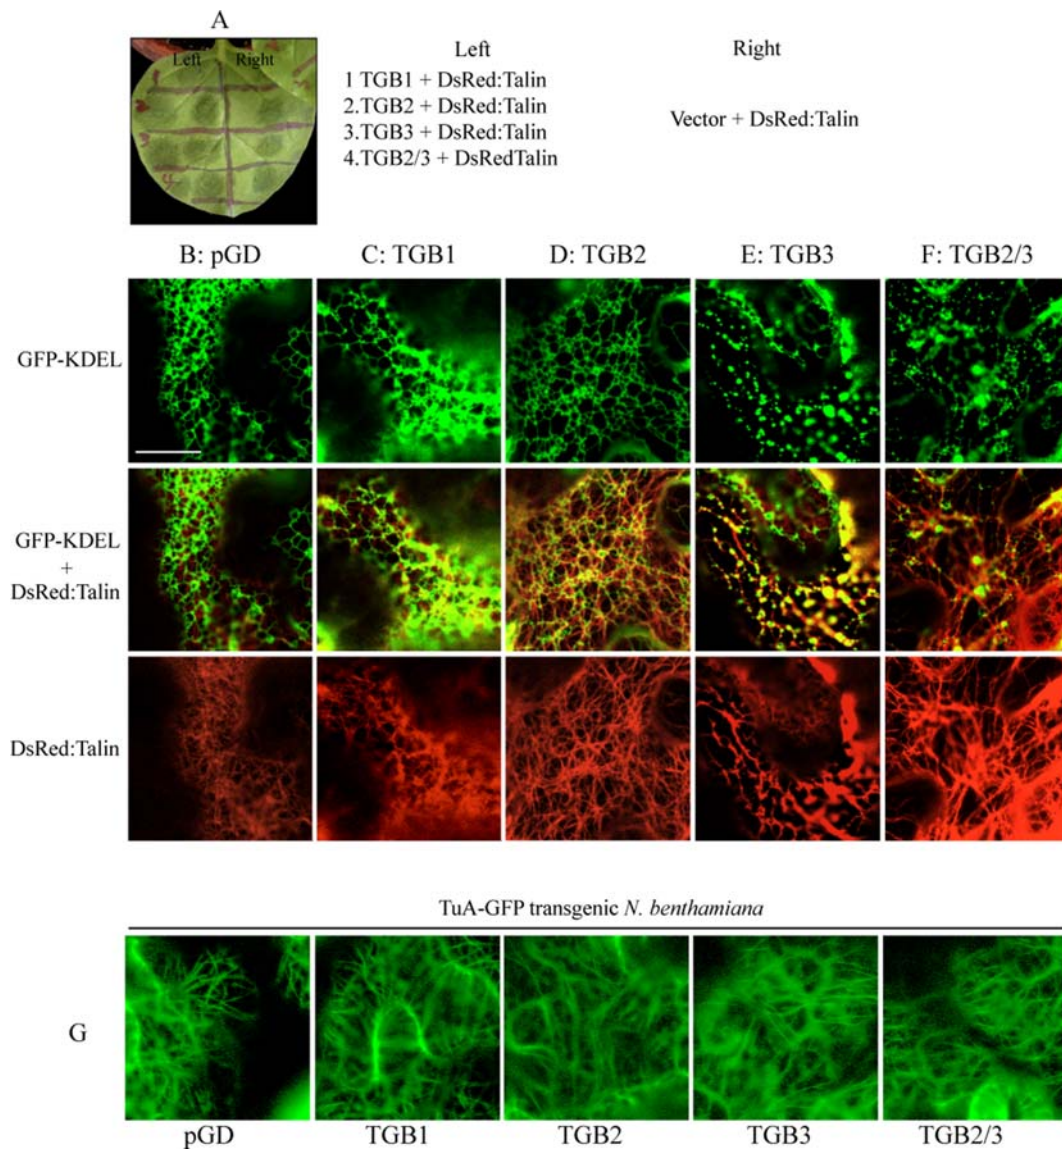 A
Left Right
Left
Right
1 TGB1 + DsRed:Talin
2.TGB2 + DsRed:Talin
3.TGB3 + DsRed:Talin
4.TGB2/3 + DsRedTalin
Vector + DsRed:Talin
B: pGD
C: TGB1
D: TGB2
E: TGB3
F: TGB2/3
GFP-KDEL
GFP-KDEL
+
DsRed:Talin
DsRed:Talin
TuA-GFP transgenic N. benthamiana
G
pGD
TGB1
TGB2
TGB3
TGB2/3